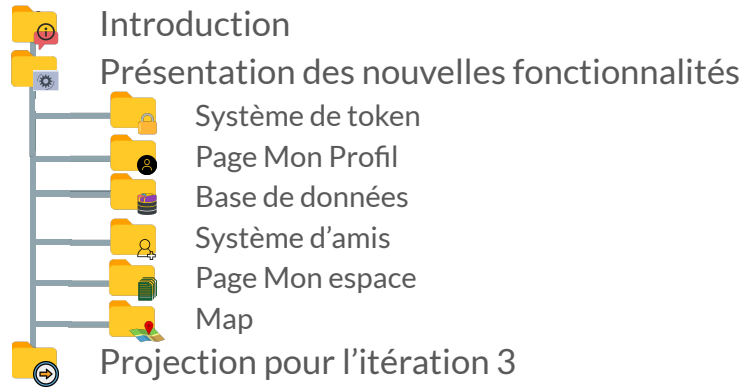 Introduction
Présentation des nouvelles fonctionnalités
Système de token
Page Mon Profil
Base de données
Système d'amis
Page Mon espace
Map
Projection pour l'itération 3